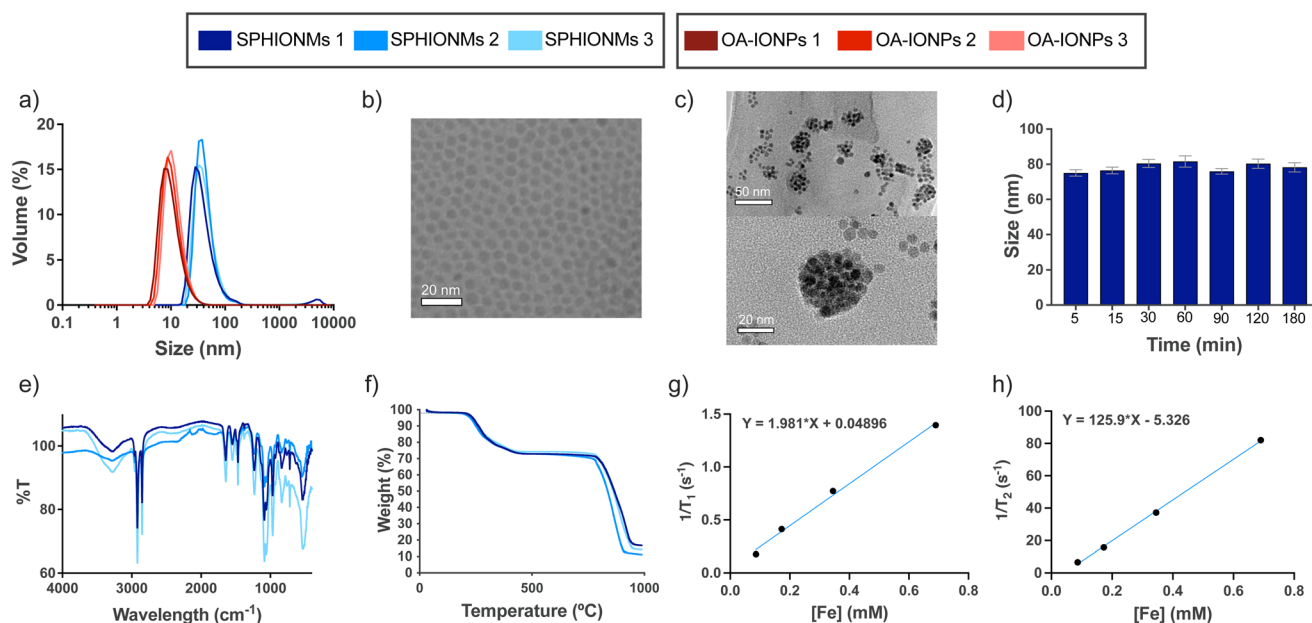 SPHIONMs 1 SPHIONMs 2 SPHIONMs 3 OA-IONPs 1 OA-IONPs 2 OA-IONPs 3
a)
20
15
10
5
0
Volume (%)
0.1 1 10 100 1000 10000
Size (nm)
b)
20 nm
c)
50 nm
20 nm
d)
100
80
60
40
20
0
Size (nm)
5 15 30 60 90 120 180
Time (min)
e)
100
80
60
%T
4000 3000 2000 1000
Wavelength (cm-1)
f)
100
90
80
70
60
50
40
30
20
10
0
Weight (%)
0 500 1000
Temperature (ºC)
g)
Y = 1.981*X + 0.04896
1.5
1.0
0.5
0.0
1/T1 (s-1)
0.0 0.2 0.4 0.6 0.8
[Fe] (mM)
h)
Y = 125.9*X - 5.326
100
80
60
40
20
0
1/T2 (s-1)
0.0 0.2 0.4 0.6 0.8
[Fe] (mM)